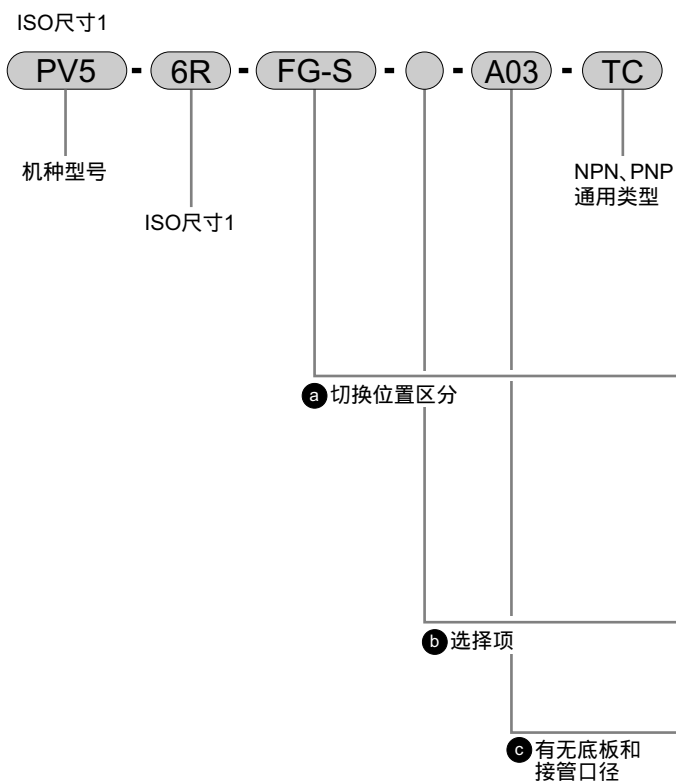 ISO尺寸1
PV5 - 6R - FG-S - - A03 - TC
机种型号
NPN、PNP
通用类型
ISO尺寸1
a 切换位置区分
b 选择项
c 有无底板和
接管口径